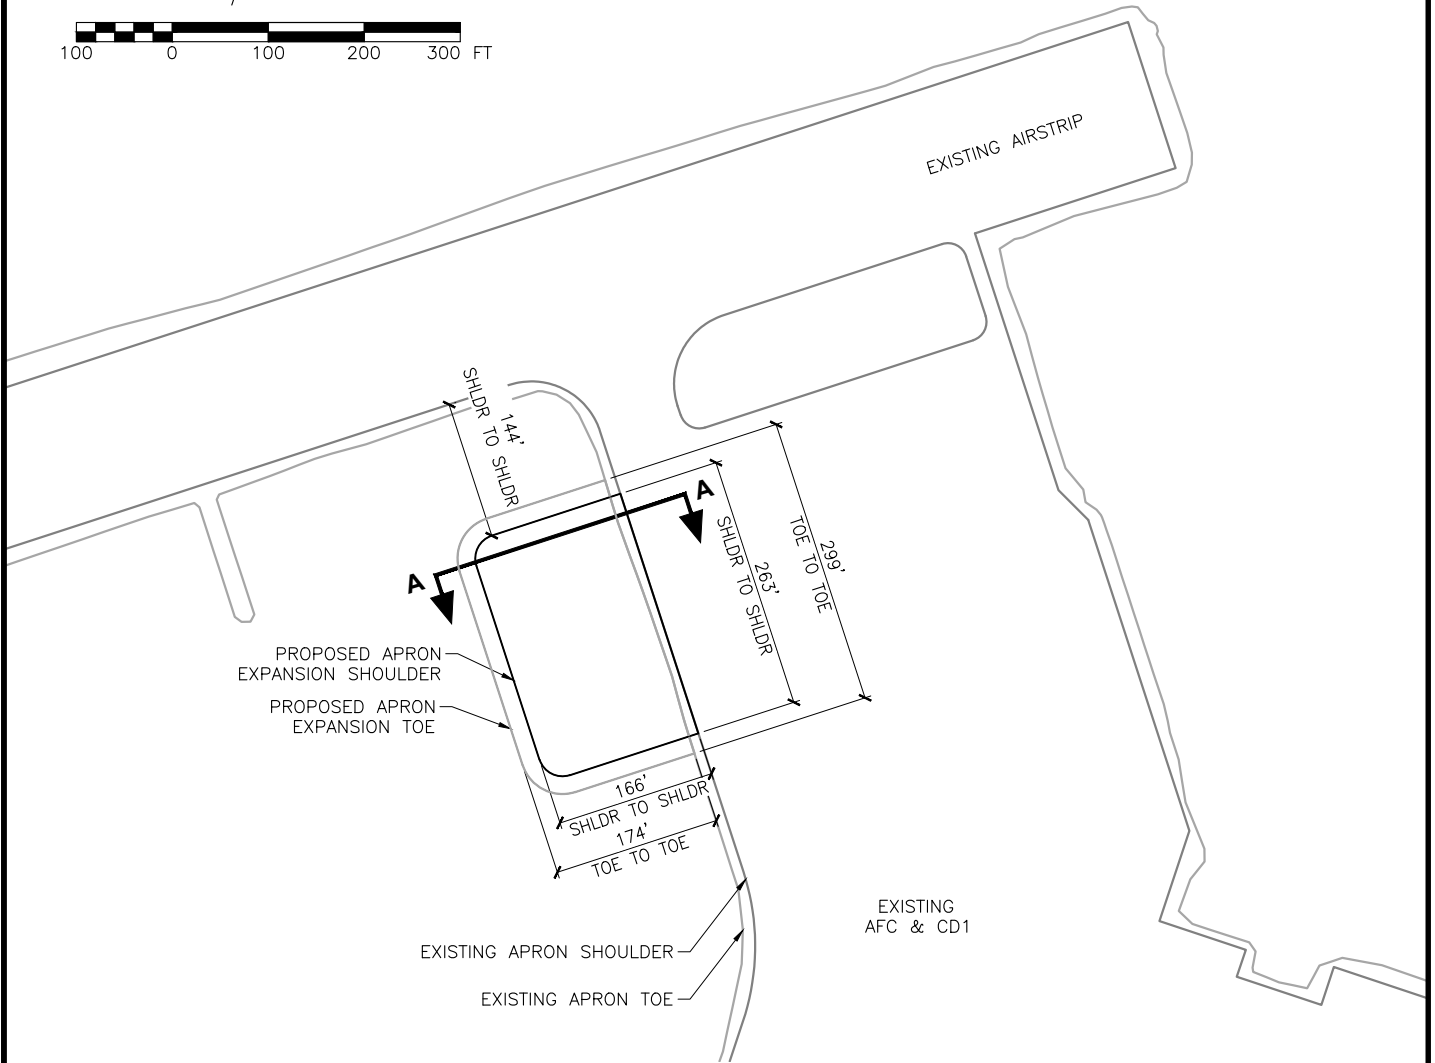 100 0 100 200 300 FT
EXISTING AIRSTRIP
144'
SHLDR TO SHLDR
A
A
263'
SHLDR TO SHLDR
299'
TOE TO TOE
PROPOSED APRON
EXPANSION SHOULDER
PROPOSED APRON
EXPANSION TOE
166'
SHLDR TO SHLDR
174'
TOE TO TOE
EXISTING
AFC & CD1
EXISTING APRON SHOULDER
EXISTING APRON TOE